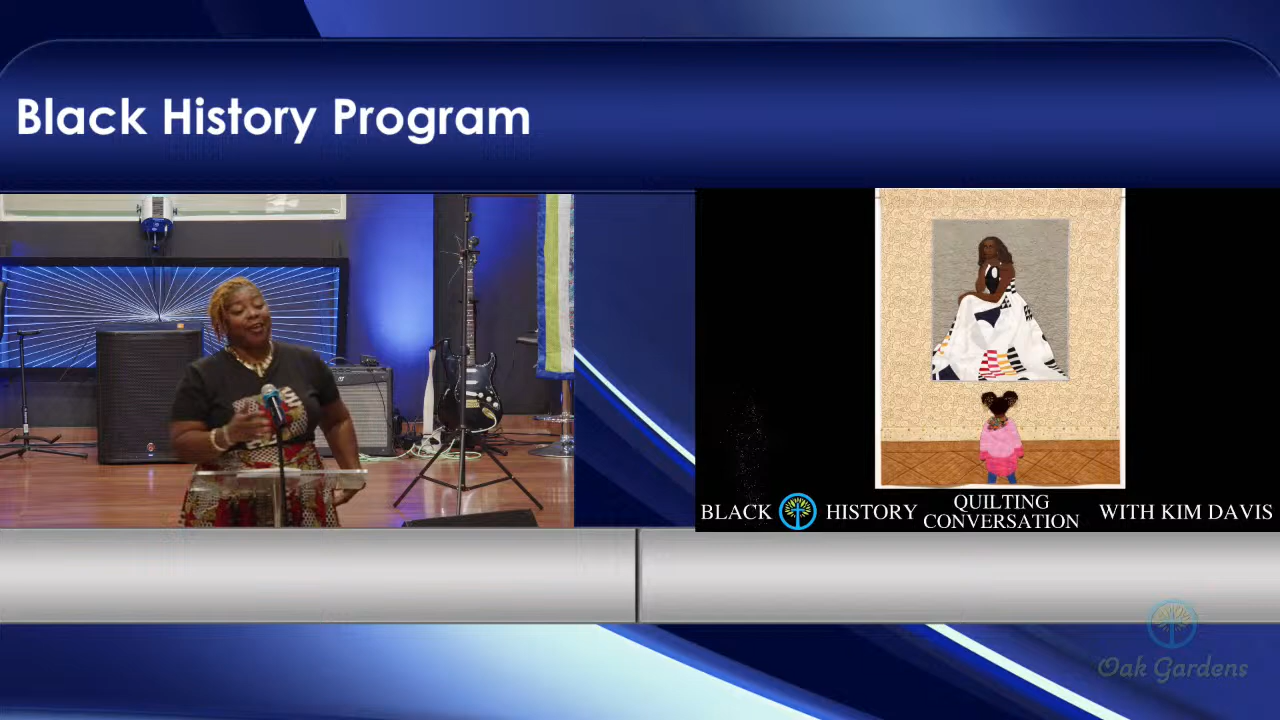 Black History Program
BLACK HISTORY QUILTING CONVERSATION WITH KIM DAVIS
Oak Gardens